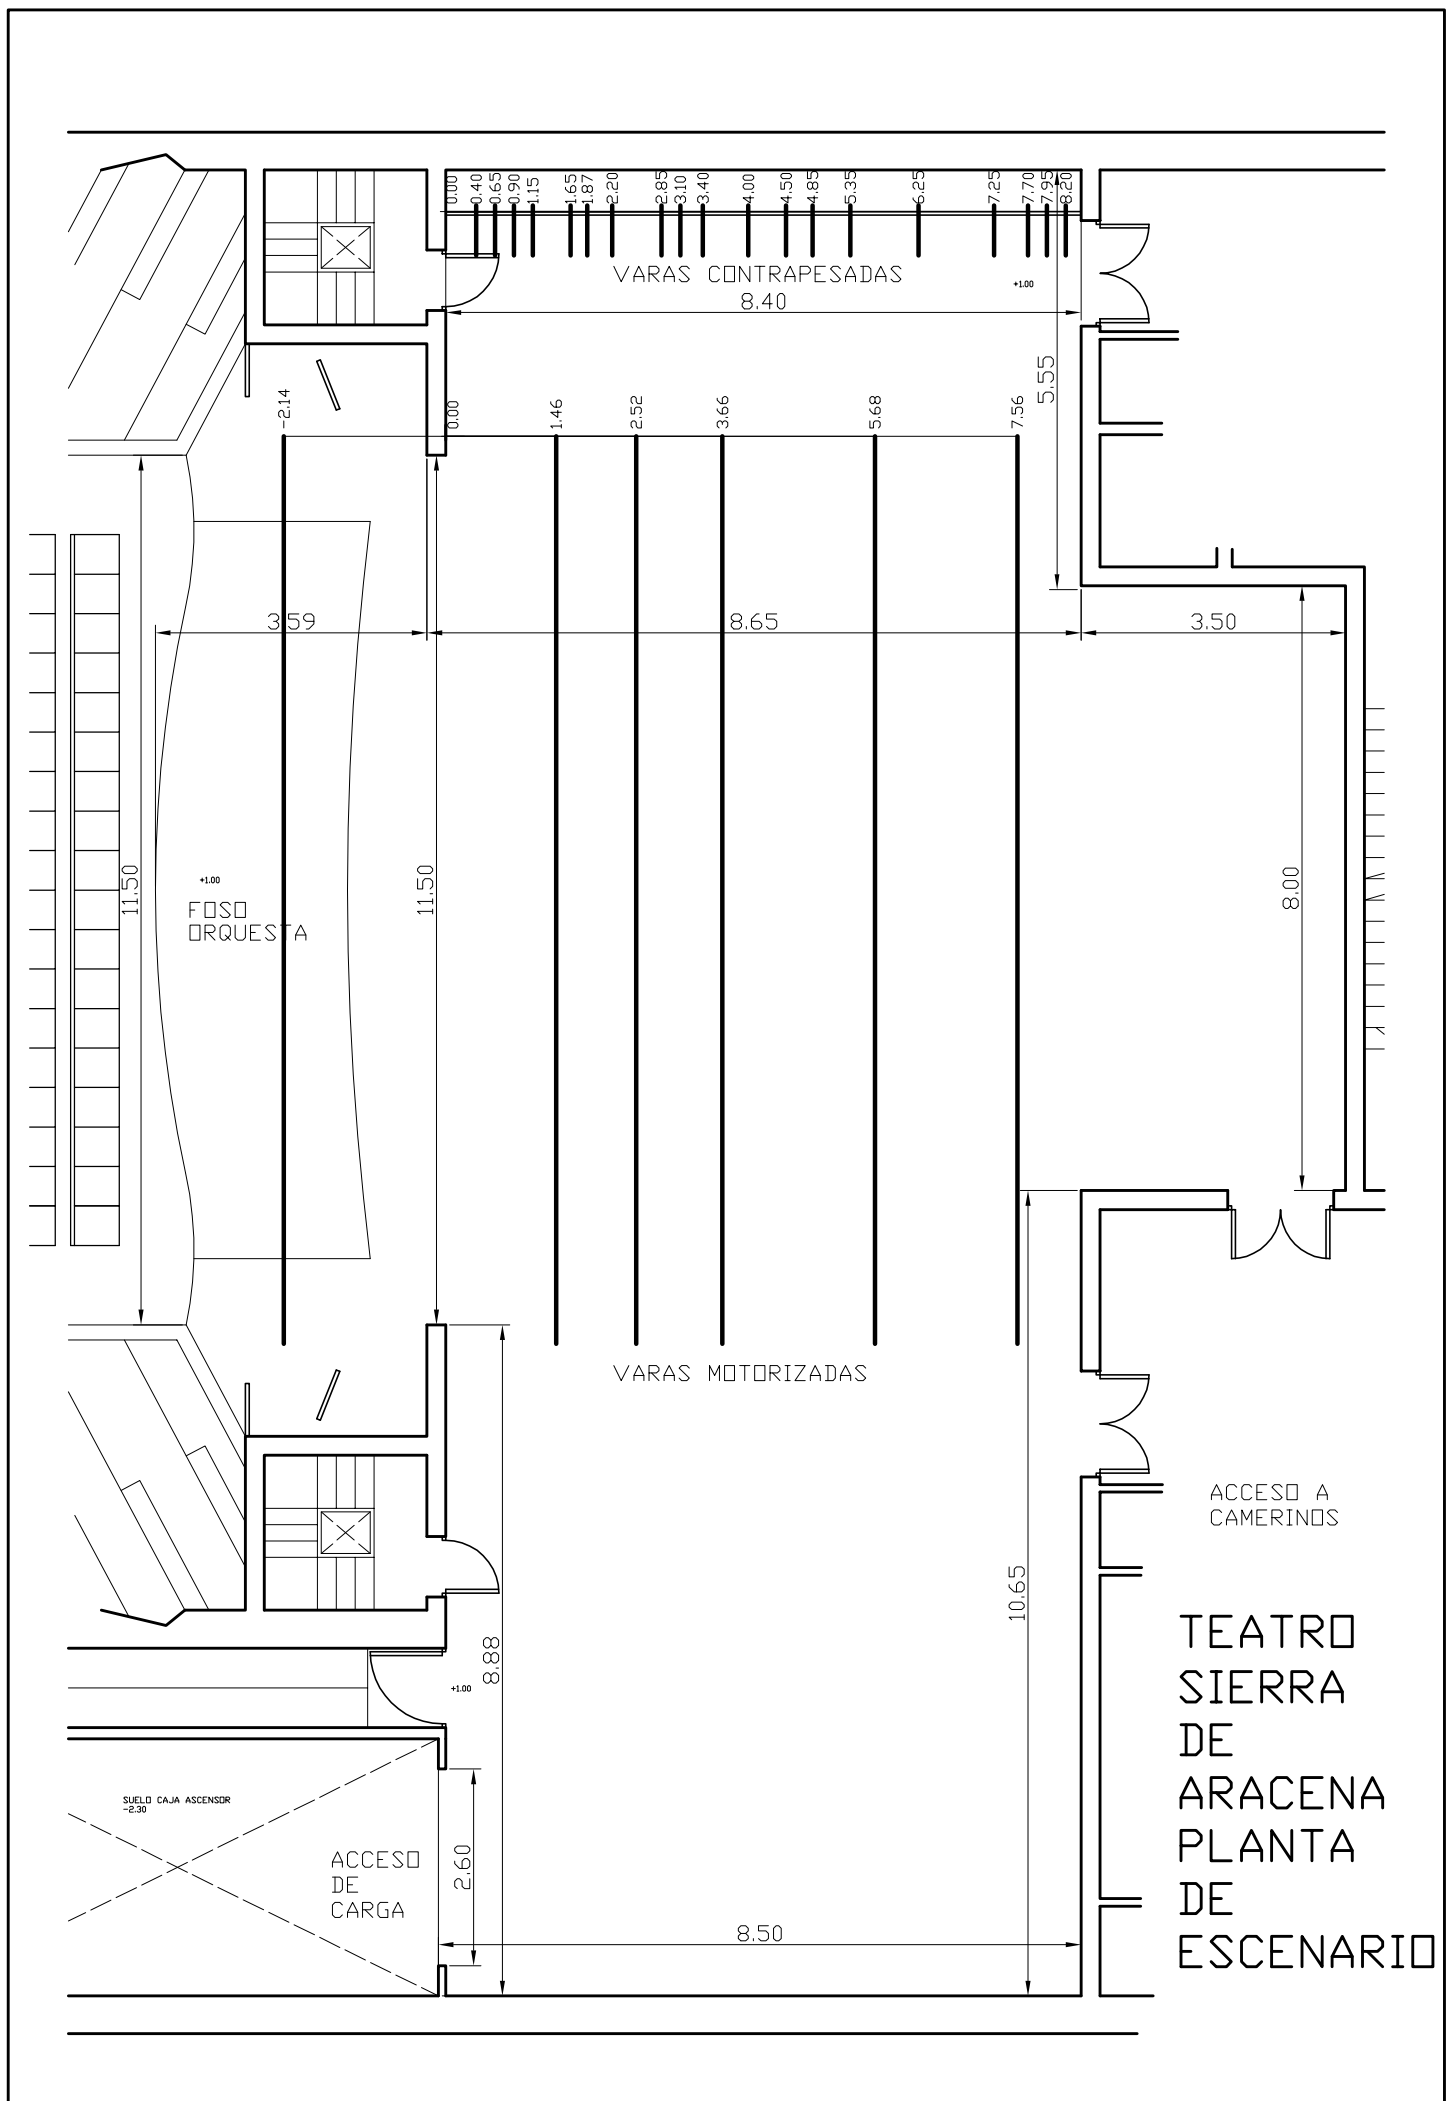 0.00
0.40
0.65
0.90
1.15
1.65
1.87
2.20
2.85
3.10
3.40
4.00
4.50
4.85
5.35
6.25
7.25
7.70
7.95
8.20
VARAS CONTRAPESADAS
+1.00
8.40
5.55
-2.14
0.00
1.46
2.52
3.66
5.68
7.56
3.59
8.65
3.50
11.50
11.50
8.00
+1.00
FOSO
ORQUESTA
VARAS MOTORIZADAS
ACCESO A
CAMERINOS
10.65
8.88
+1.00
TEATRO
SIERRA
DE
ARACENA
PLANTA
DE
ESCENARIO
SUELO CAJA ASCENSOR
-2.30
ACCESO
DE
CARGA
2.60
8.50